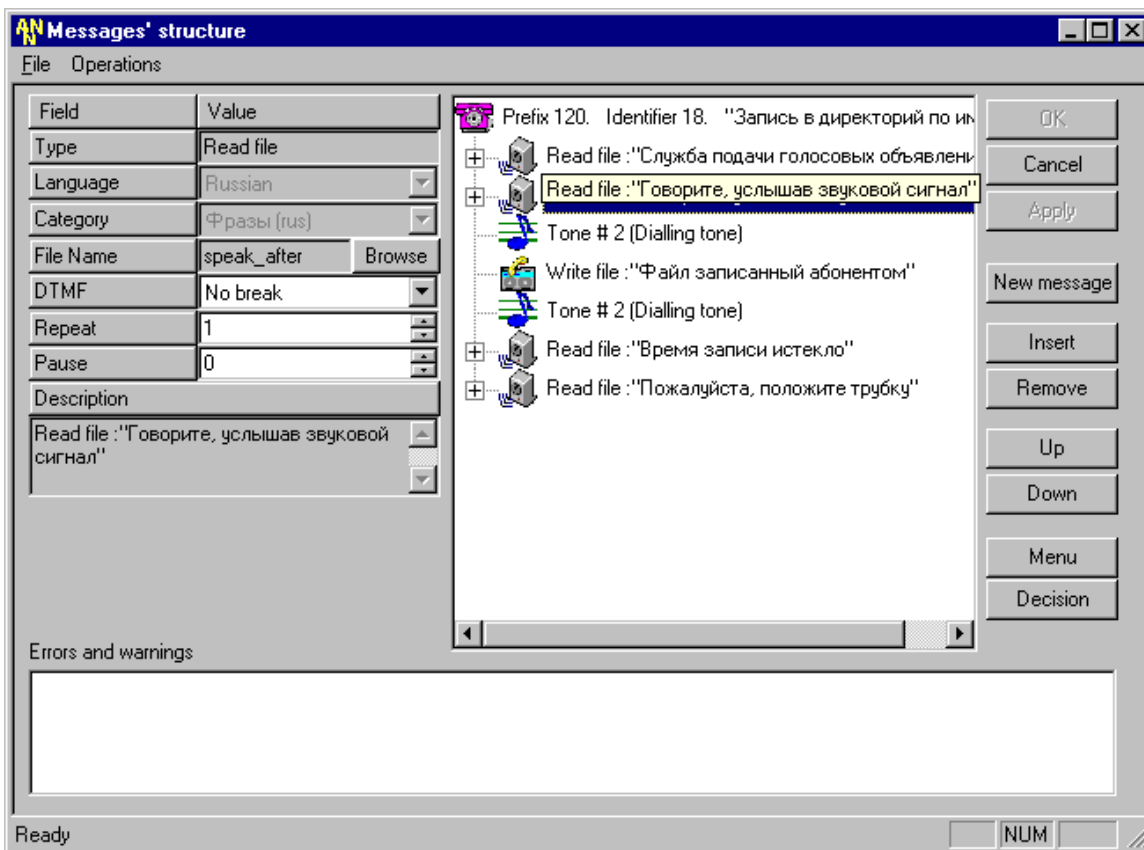 Messages' structure
File Operations
Field Value
Type Read file
Language Russian
Category Фразы (rus)
File Name speak_after Browse
DTMF No break
Repeat 1
Pause 0
Description
Read file :"Говорите, услышав звуковой
сигнал"
Prefix 120. Identifier 18. "Запись в директорий по им
Read file :"Служба подачи голосовых объявлени
Read file :"Говорите, услышав звуковой сигнал"
Tone # 2 (Dialling tone)
Write file :"Файл записанный абонентом"
Tone # 2 (Dialling tone)
Read file :"Время записи истекло"
Read file :"Пожалуйста, положите трубку"
OK
Cancel
Apply
New message
Insert
Remove
Up
Down
Menu
Decision
Errors and warnings
Ready NUM